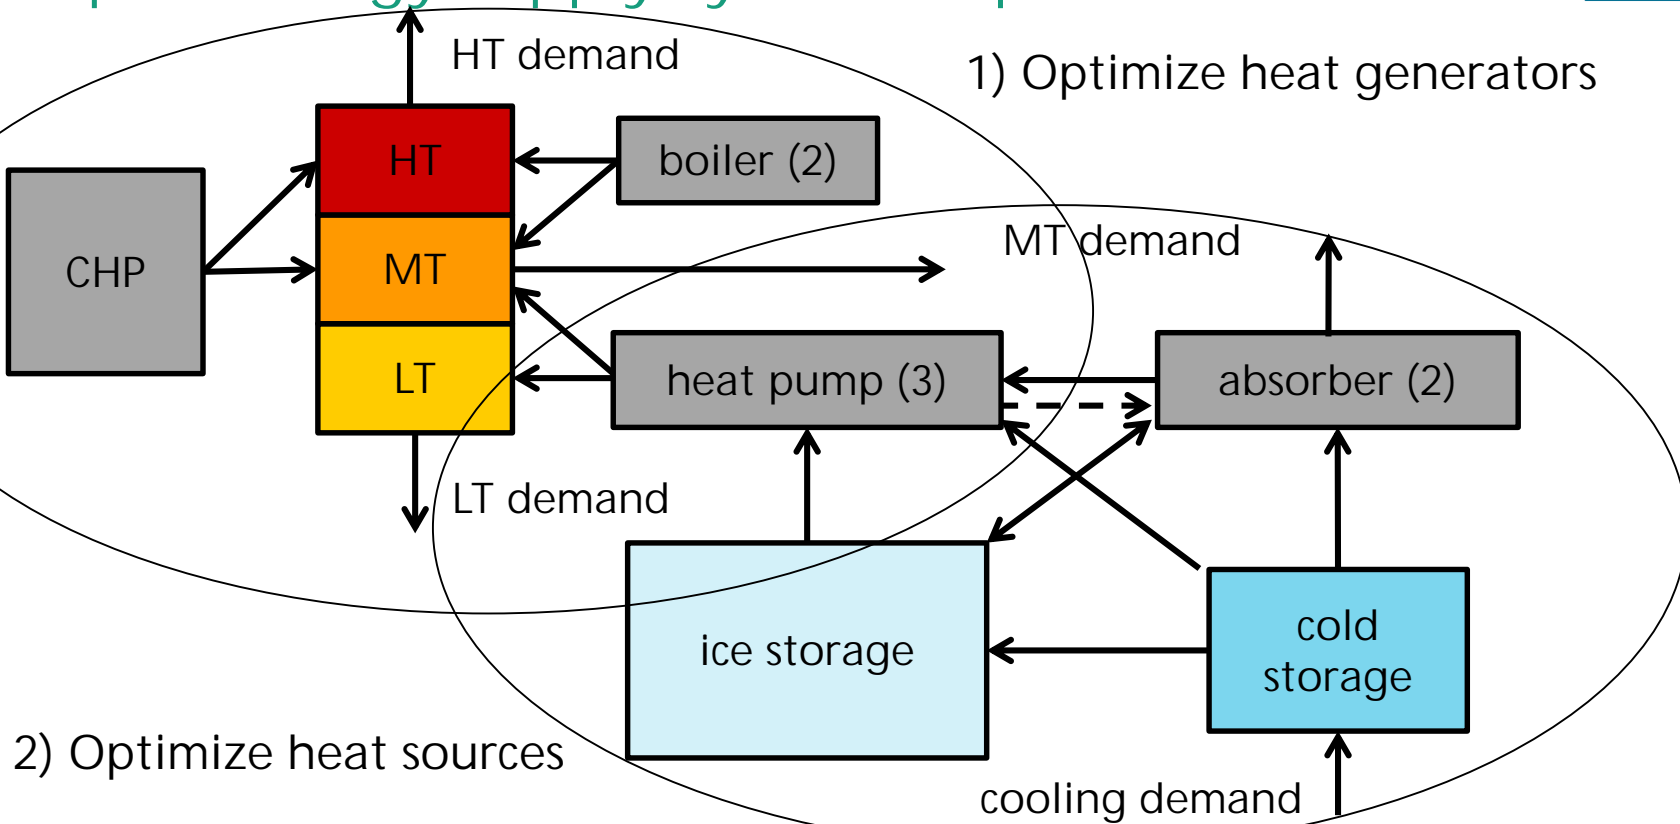 HT demand
1) Optimize heat generators
HT
boiler (2)
CHP
MT
MT demand
LT
heat pump (3)
absorber (2)
LT demand
ice storage
cold
storage
2) Optimize heat sources
cooling demand